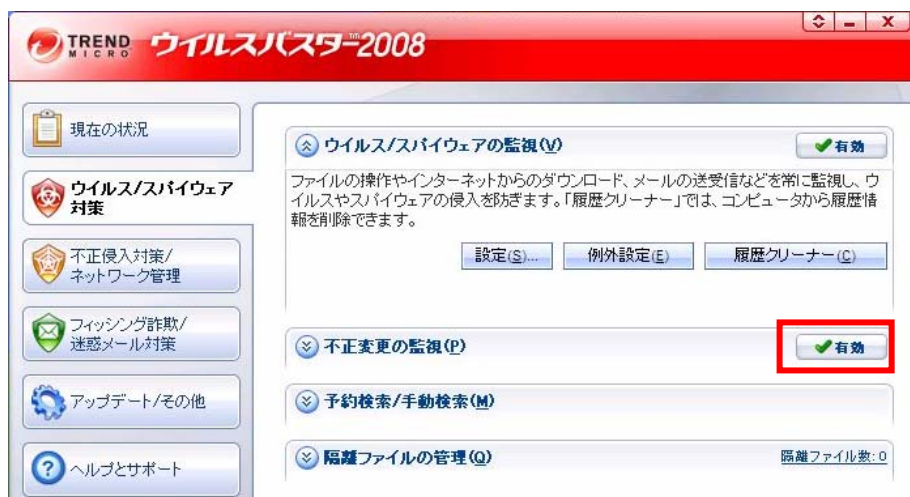 TREND MICRO ウイルスバスター™2008
現在の状況
ウイルス/スパイウェア
対策
不正侵入対策/
ネットワーク管理
フィッシング詐欺/
迷惑メール対策
アップデート/その他
ヘルプとサポート
ウイルス/スパイウェアの監視(V)
有効
ファイルの操作やインターネットからのダウンロード、メールの送受信などを常に監視し、ウ
イルスやスパイウェアの侵入を防ぎます。「履歴クリーナー」では、コンピュータから履歴情
報を削除できます。
設定(S)... 例外設定(E) 履歴クリーナー(C)
不正変更の監視(P)
有効
予約検索/手動検索(M)
隔離ファイルの管理(Q)
隔離ファイル数:0